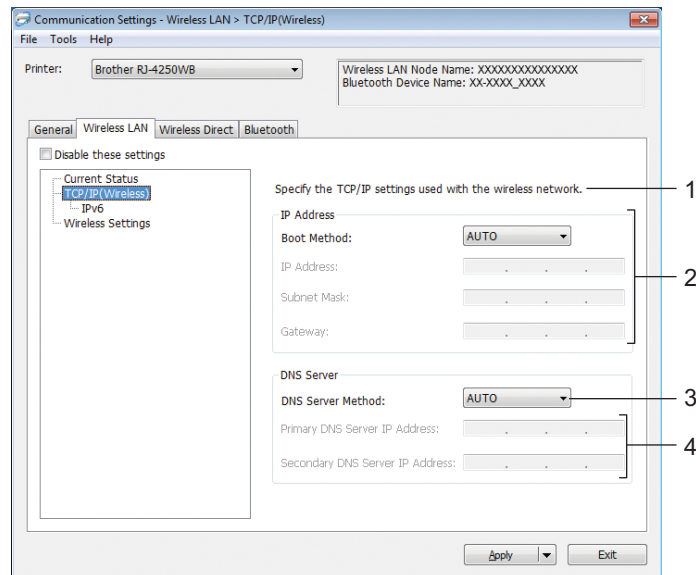 Communication Settings - Wireless LAN > TCP/IP(Wireless)
File Tools Help
Printer: Brother RJ-4250WB
Wireless LAN Node Name: XXXXXXXXXXXXXXX
Bluetooth Device Name: XX-XXXX_XXXX
General Wireless LAN Wireless Direct Bluetooth
Disable these settings
Current Status
TCP/IP(Wireless)
IPv6
Wireless Settings
Specify the TCP/IP settings used with the wireless network. 1
IP Address
Boot Method: AUTO
IP Address: . . .
2
Subnet Mask: . . .
Gateway: . . .
DNS Server
DNS Server Method: AUTO 3
Primary DNS Server IP Address: . . .
4
Secondary DNS Server IP Address: . . .
Apply Exit